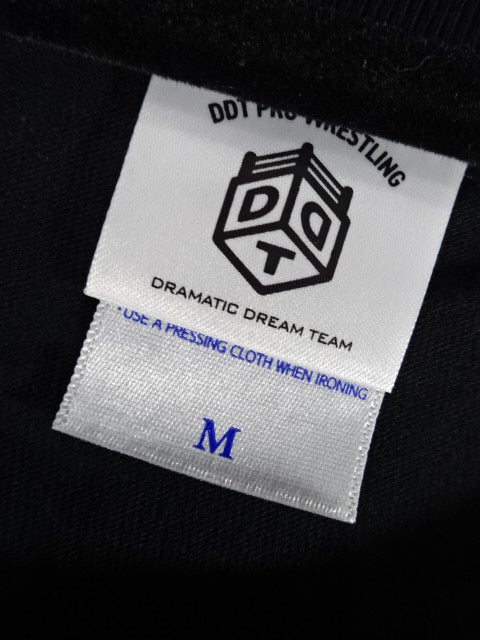 DDT PRO-WRESTLING
DDT
DRAMATIC DREAM TEAM
*USE A PRESSING CLOTH WHEN IRONING
M